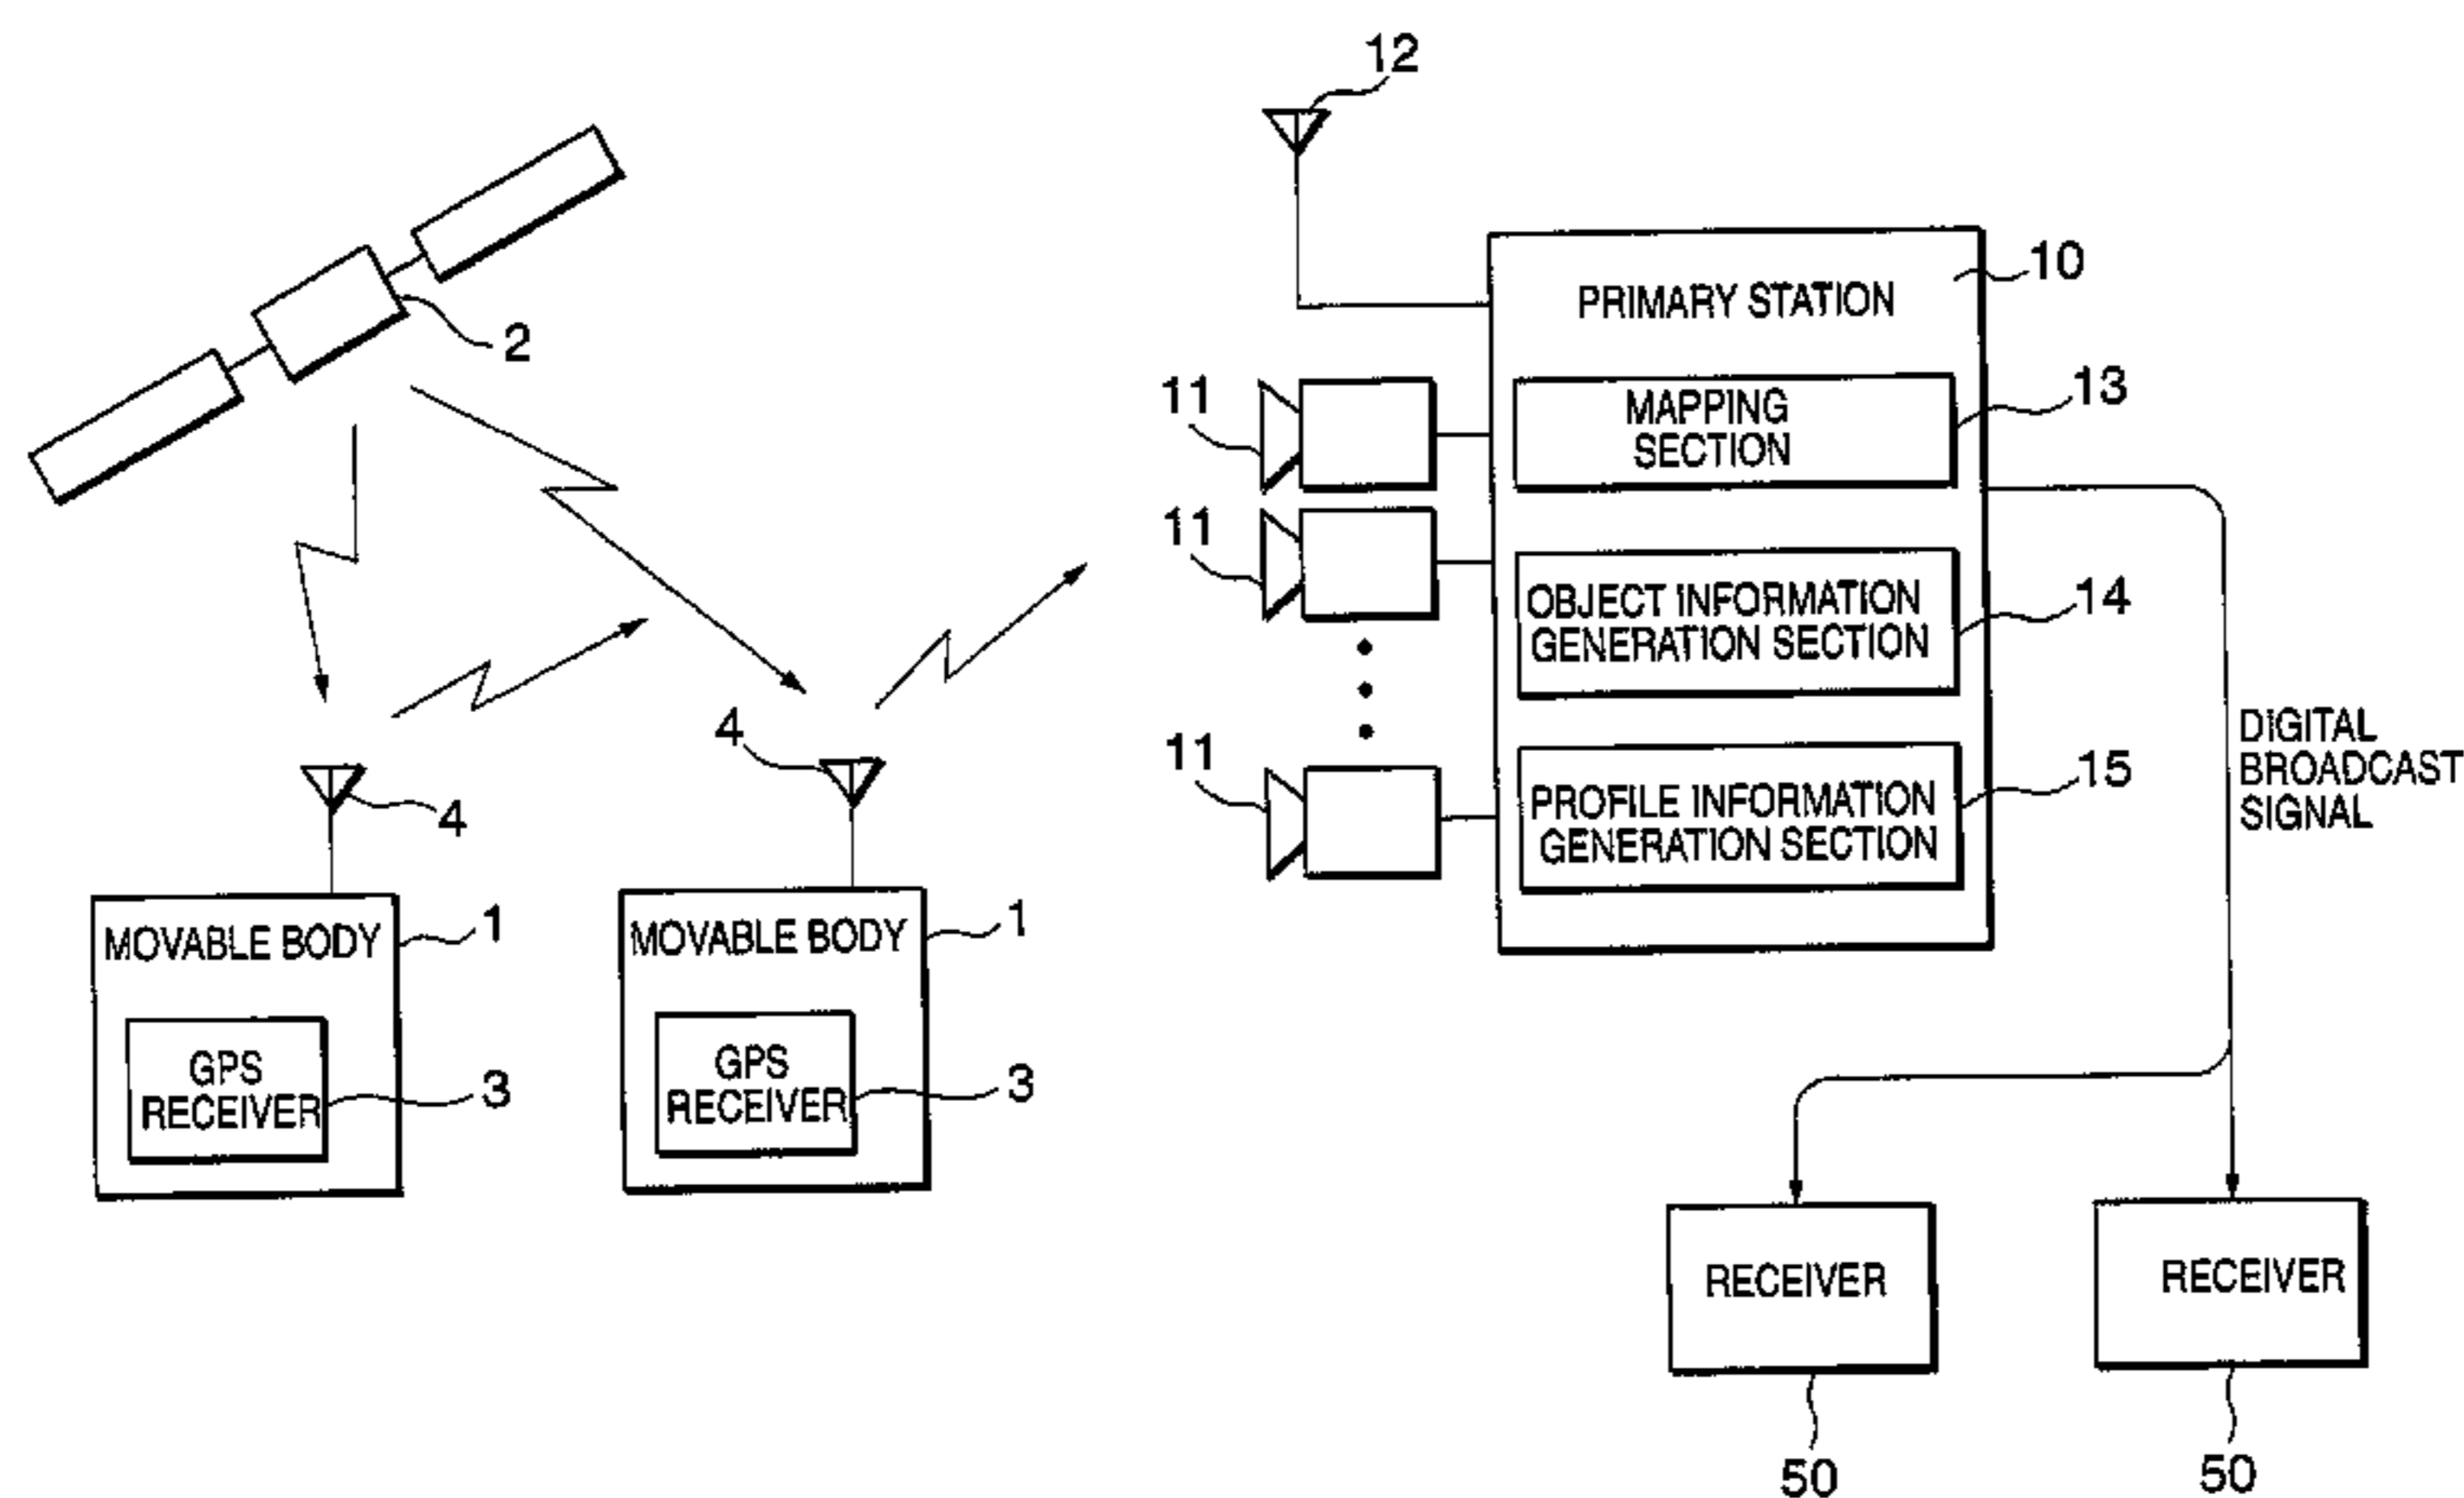 12
10
PRIMARY STATION
2
11
MAPPING
SECTION
13
11
OBJECT INFORMATION
GENERATION SECTION
14
4
4
11
PROFILE INFORMATION
GENERATION SECTION
15
DIGITAL
BROADCAST
SIGNAL
MOVABLE BODY
1
MOVABLE BODY
1
GPS
RECEIVER
3
GPS
RECEIVER
3
RECEIVER
RECEIVER
50
50